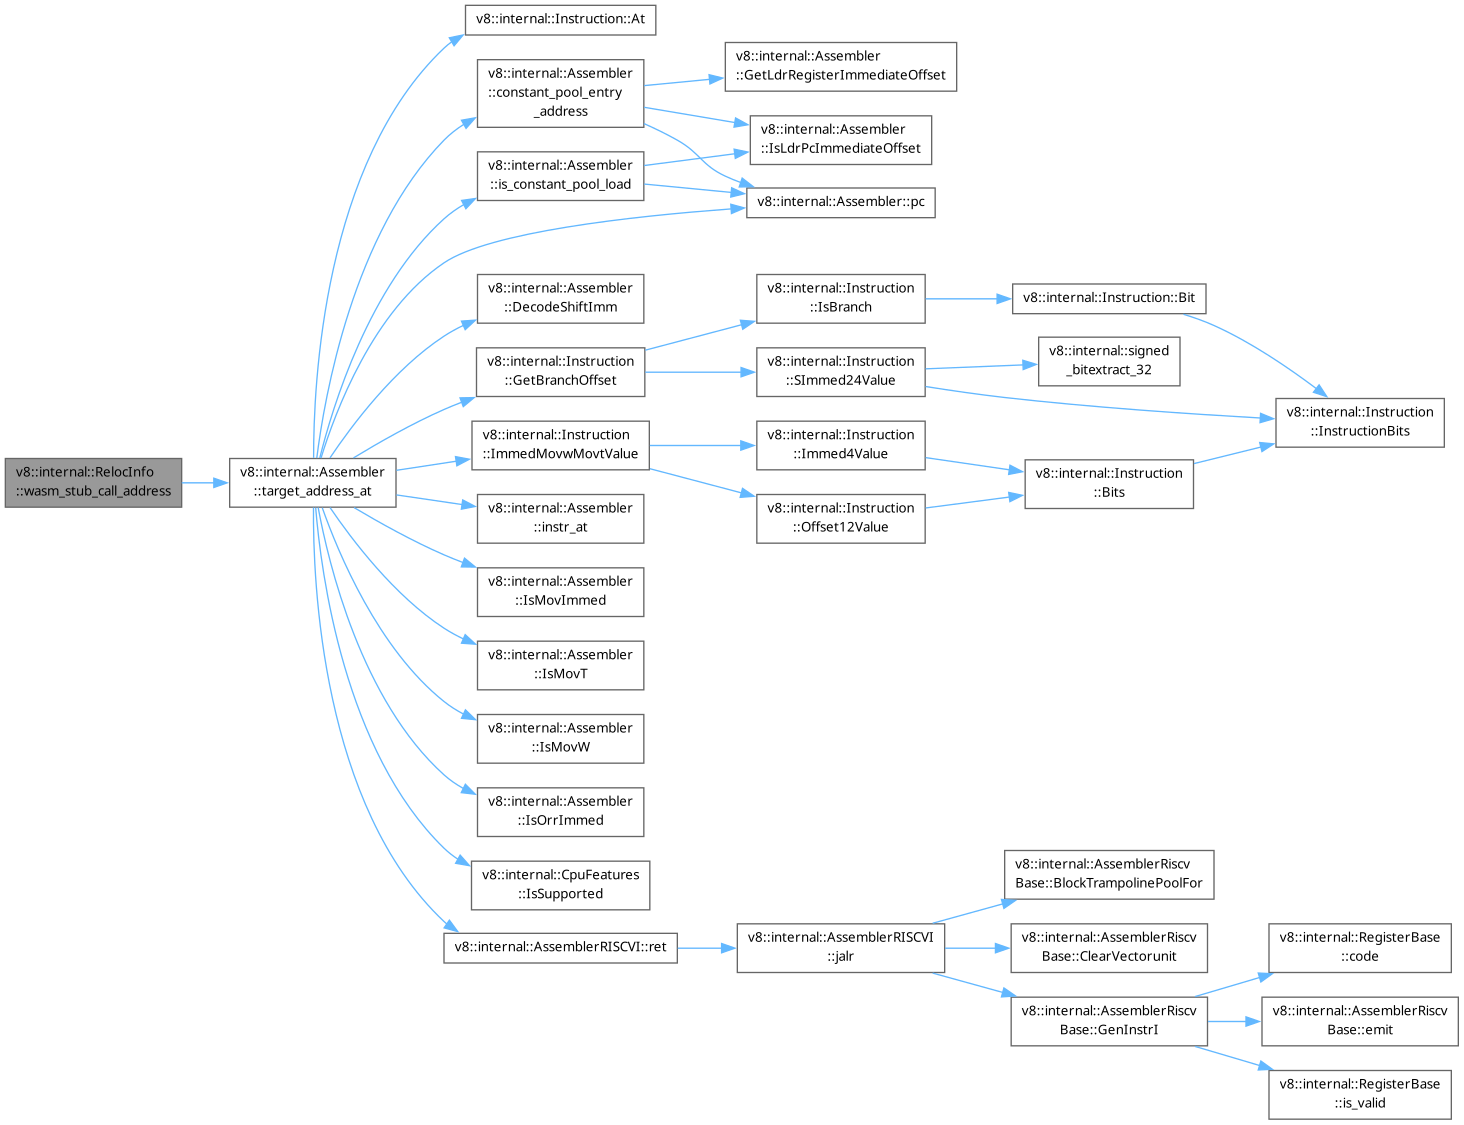 v8::internal::RelocInfo
::wasm_stub_call_address
v8::internal::Assembler
::target_address_at
v8::internal::Instruction::At
v8::internal::Assembler
::constant_pool_entry
_address
v8::internal::Assembler
::is_constant_pool_load
v8::internal::Assembler
::DecodeShiftImm
v8::internal::Instruction
::GetBranchOffset
v8::internal::Instruction
::ImmedMovwMovtValue
v8::internal::Assembler
::instr_at
v8::internal::Assembler
::IsMovImmed
v8::internal::Assembler
::IsMovT
v8::internal::Assembler
::IsMovW
v8::internal::Assembler
::IsOrrImmed
v8::internal::CpuFeatures
::IsSupported
v8::internal::AssemblerRISCVI::ret
v8::internal::Assembler
::GetLdrRegisterImmediateOffset
v8::internal::Assembler
::IsLdrPcImmediateOffset
v8::internal::Assembler::pc
v8::internal::Instruction
::IsBranch
v8::internal::Instruction
::SImmed24Value
v8::internal::Instruction
::Immed4Value
v8::internal::Instruction
::Offset12Value
v8::internal::AssemblerRISCVI
::jalr
v8::internal::Instruction::Bit
v8::internal::signed
_bitextract_32
v8::internal::Instruction
::Bits
v8::internal::AssemblerRiscv
Base::BlockTrampolinePoolFor
v8::internal::AssemblerRiscv
Base::ClearVectorunit
v8::internal::AssemblerRiscv
Base::GenInstrI
v8::internal::Instruction
::InstructionBits
v8::internal::RegisterBase
::code
v8::internal::AssemblerRiscv
Base::emit
v8::internal::RegisterBase
::is_valid